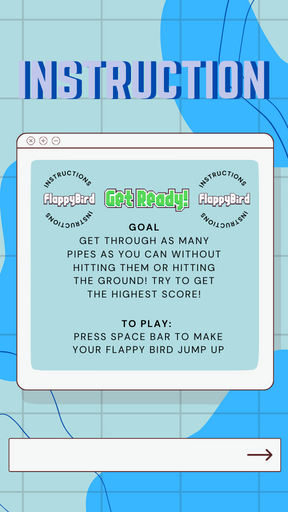 INSTRUCTION
INSTRUCTIONS
FlappyBird
INSTRUCTIONS
Get Ready!
INSTRUCTIONS
FlappyBird
INSTRUCTIONS
GOAL
GET THROUGH AS MANY
PIPES AS YOU CAN WITHOUT
HITTING THEM OR HITTING
THE GROUND! TRY TO GET
THE HIGHEST SCORE!
TO PLAY:
PRESS SPACE BAR TO MAKE
YOUR FLAPPY BIRD JUMP UP